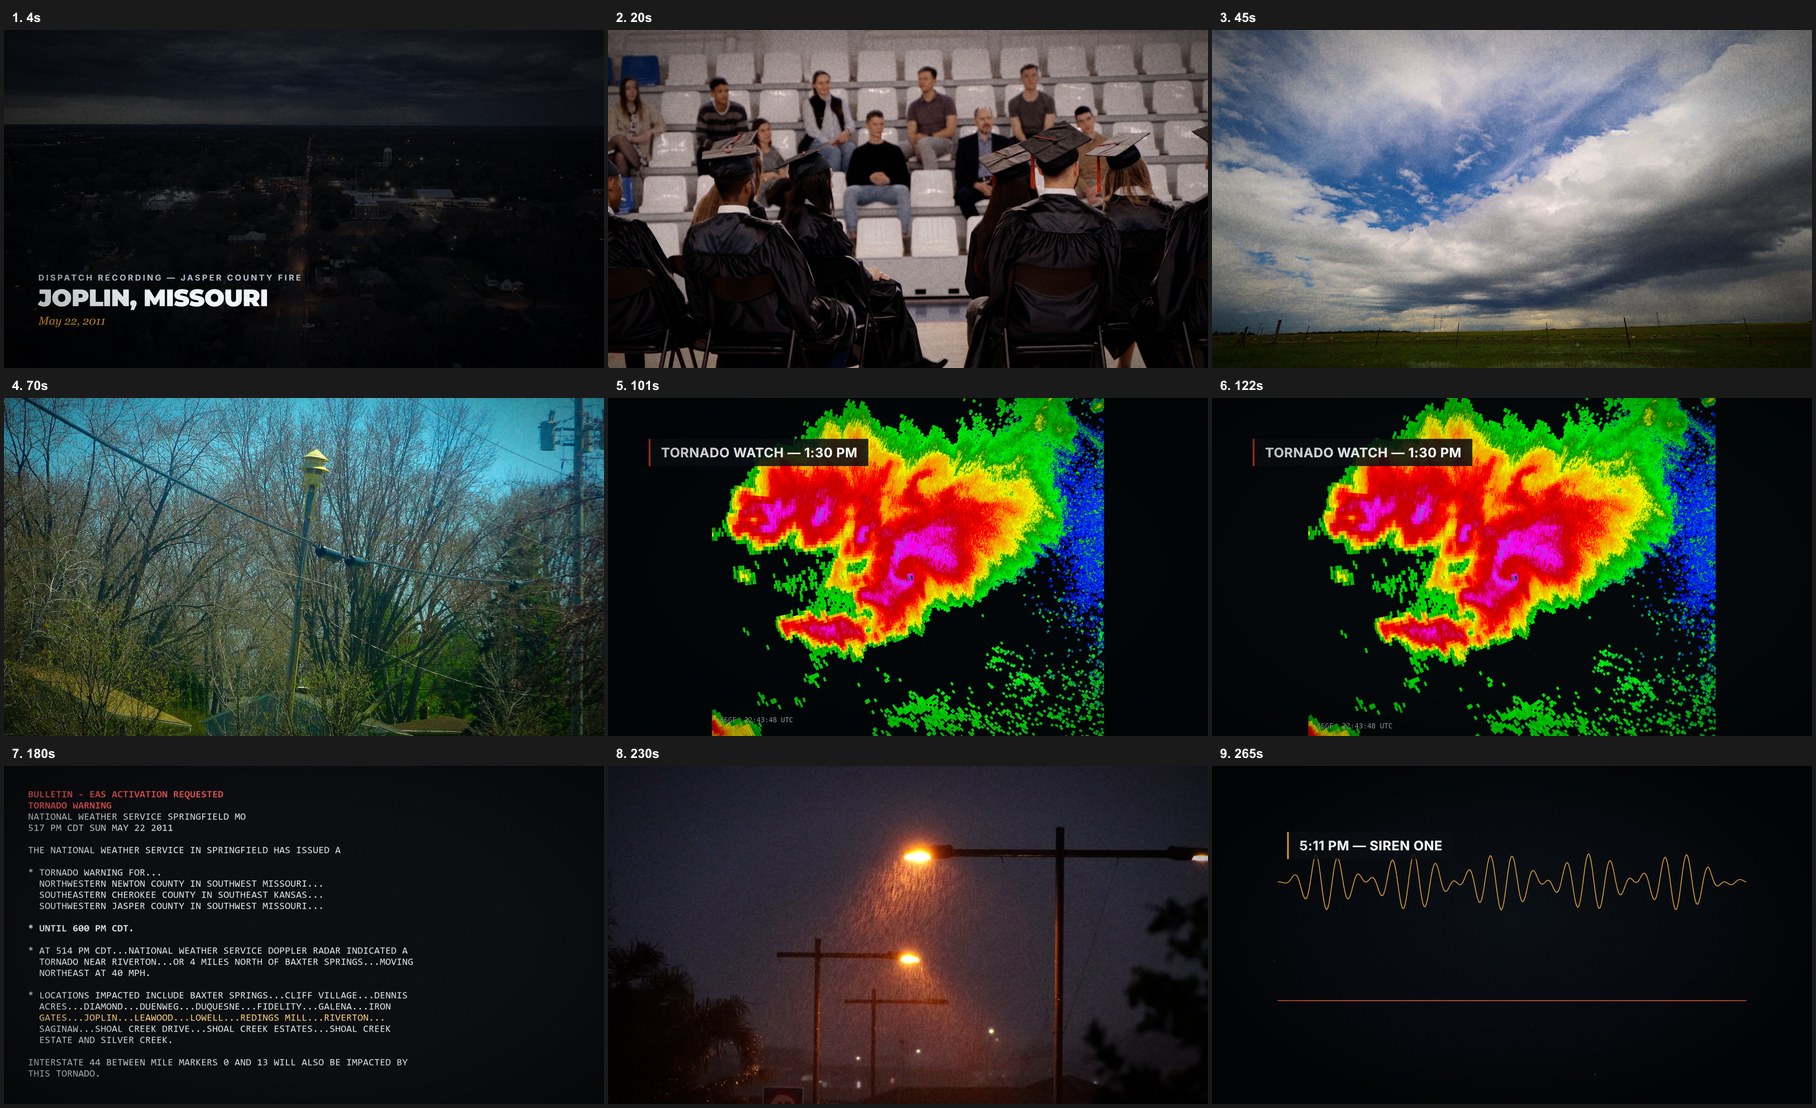 1. 4s
2. 20s
3. 45s
DISPATCH RECORDING — JASPER COUNTY FIRE
JOPLIN, MISSOURI
May 22, 2011
4. 70s
5. 101s
6. 122s
TORNADO WATCH — 1:30 PM
22:43:48 UTC
TORNADO WATCH — 1:30 PM
22:43:48 UTC
7. 180s
8. 230s
9. 265s
BULLETIN - EAS ACTIVATION REQUESTED
TORNADO WARNING
NATIONAL WEATHER SERVICE SPRINGFIELD MO
517 PM CDT SUN MAY 22 2011
THE NATIONAL WEATHER SERVICE IN SPRINGFIELD HAS ISSUED A
* TORNADO WARNING FOR...
NORTHWESTERN NEWTON COUNTY IN SOUTHWEST MISSOURI...
SOUTHEASTERN CHEROKEE COUNTY IN SOUTHEAST KANSAS...
SOUTHWESTERN JASPER COUNTY IN SOUTHWEST MISSOURI...
* UNTIL 600 PM CDT.
* AT 514 PM CDT...NATIONAL WEATHER SERVICE DOPPLER RADAR INDICATED A
TORNADO NEAR RIVERTON...OR 4 MILES NORTH OF BAXTER SPRINGS...MOVING
NORTHEAST AT 40 MPH.
* LOCATIONS IMPACTED INCLUDE BAXTER SPRINGS...CLIFF VILLAGE...DENNIS
ACRES...DIAMOND...DUENWEG...DUQUESNE...FIDELITY...GALENA...IRON
GATES...JOPLIN...LEAWOOD...LOWELL...REDINGS MILL...RIVERTON...
SAGINAW...SHOAL CREEK DRIVE...SHOAL CREEK ESTATES...SHOAL CREEK
ESTATE AND SILVER CREEK.
INTERSTATE 44 BETWEEN MILE MARKERS 0 AND 13 WILL ALSO BE IMPACTED BY
THIS TORNADO.
5:11 PM — SIREN ONE